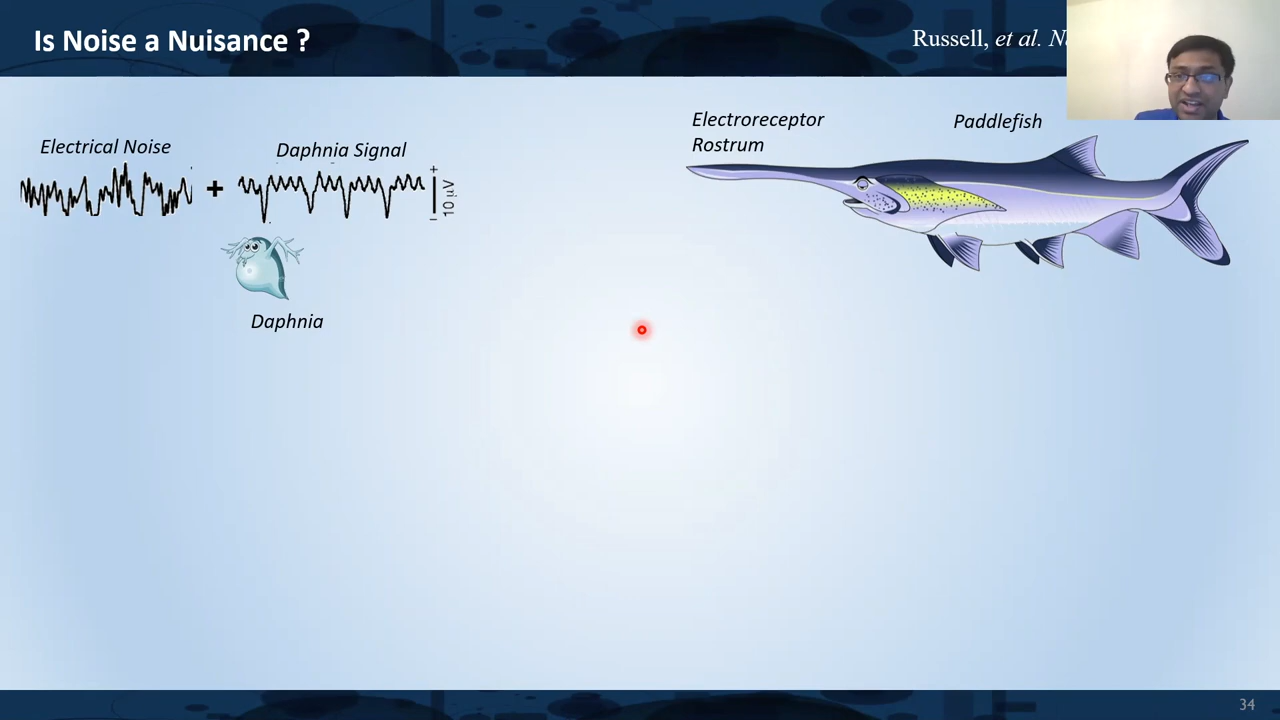 Is Noise a Nuisance ?
Russell, et al.
Electrical Noise
Daphnia Signal
+
+
10 µV
Daphnia
Electroreceptor
Rostrum
Paddlefish
34